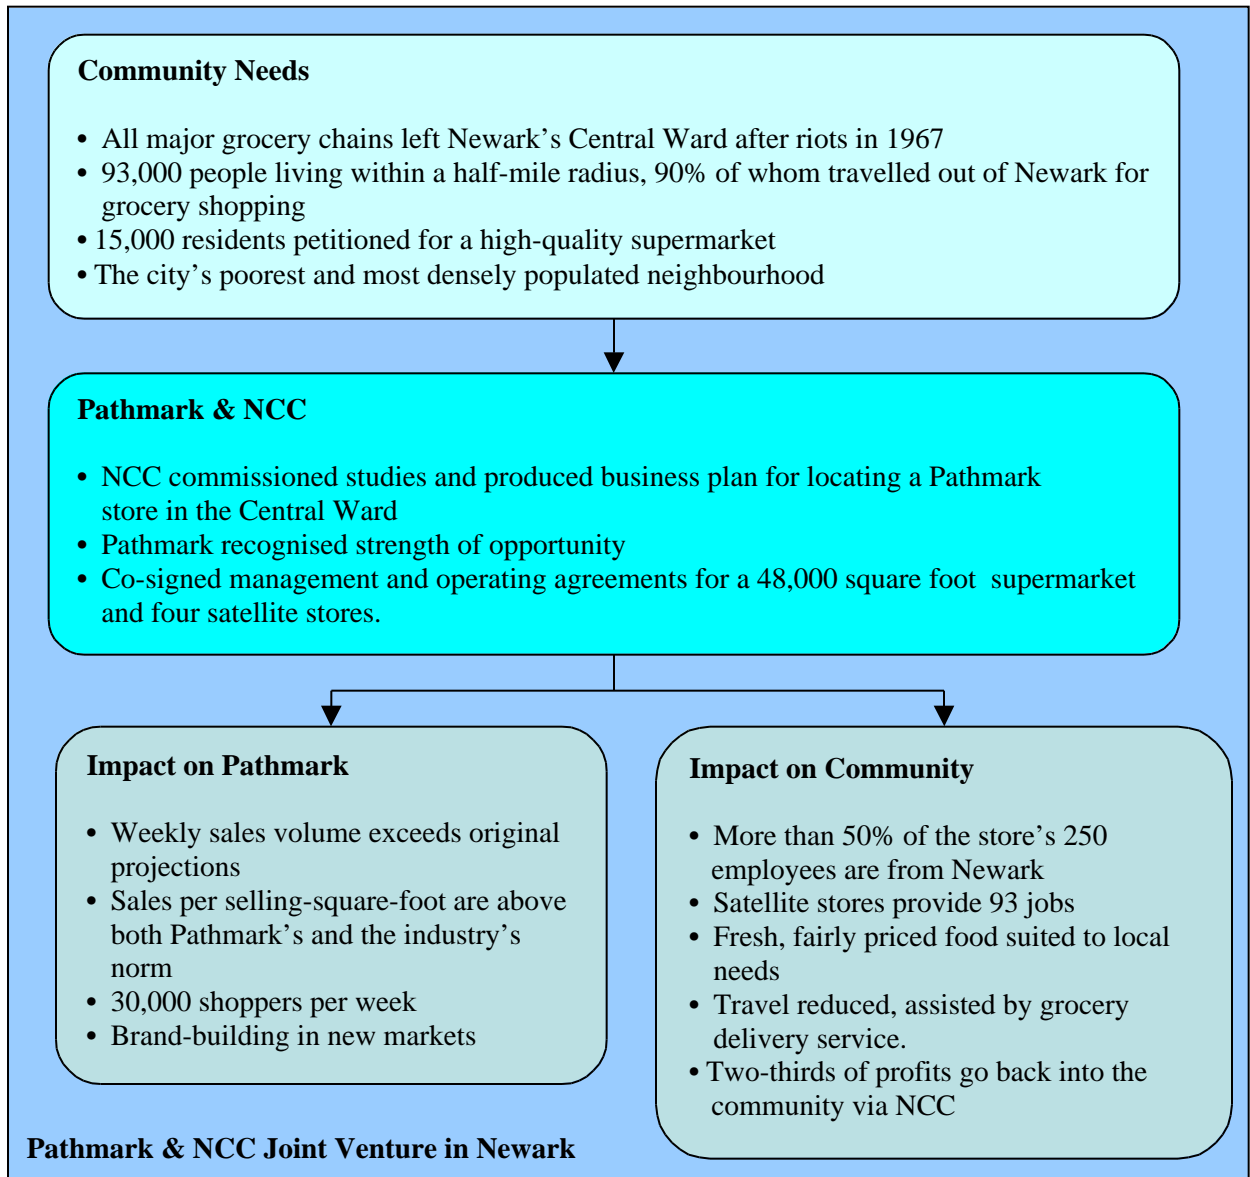 Community Needs
• All major grocery chains left Newark's Central Ward after riots in 1967
• 93,000 people living within a half-mile radius, 90% of whom travelled out of Newark for
grocery shopping
• 15,000 residents petitioned for a high-quality supermarket
• The city's poorest and most densely populated neighbourhood
Pathmark & NCC
• NCC commissioned studies and produced business plan for locating a Pathmark
store in the Central Ward
• Pathmark recognised strength of opportunity
• Co-signed management and operating agreements for a 48,000 square foot supermarket
and four satellite stores.
Impact on Pathmark
• Weekly sales volume exceeds original
projections
• Sales per selling-square-foot are above
both Pathmark's and the industry's
norm
• 30,000 shoppers per week
• Brand-building in new markets
Impact on Community
• More than 50% of the store's 250
employees are from Newark
• Satellite stores provide 93 jobs
• Fresh, fairly priced food suited to local
needs
• Travel reduced, assisted by grocery
delivery service.
• Two-thirds of profits go back into the
community via NCC
Pathmark & NCC Joint Venture in Newark